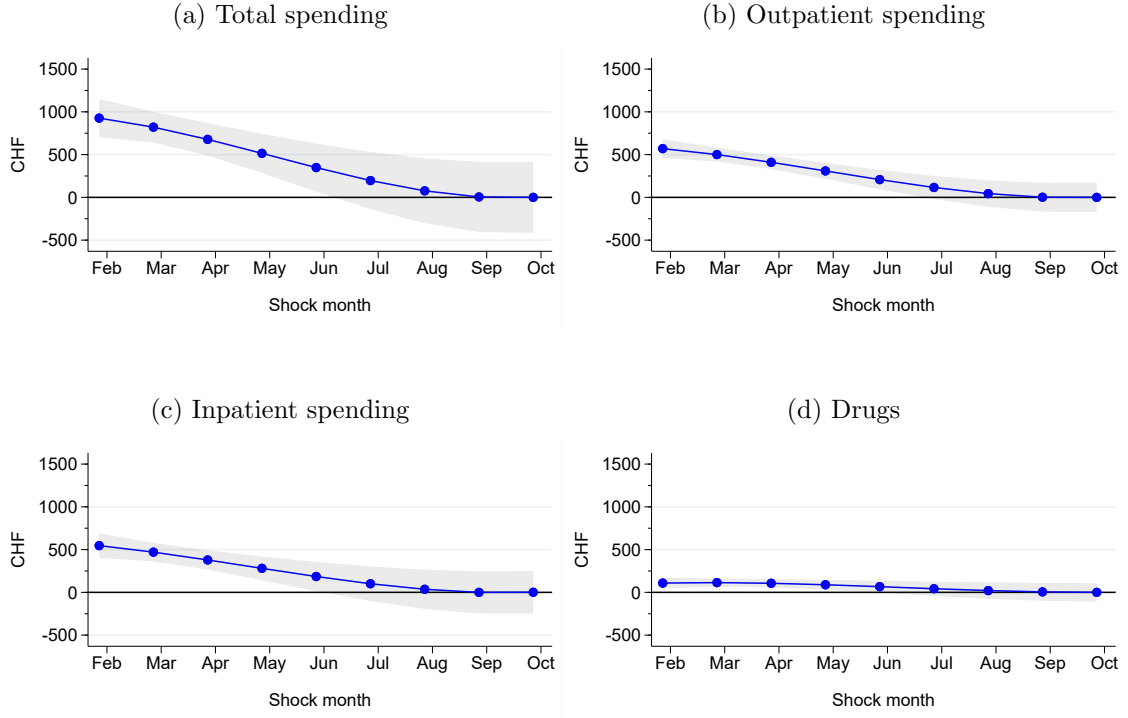 (a) Total spending
1500
1000
500
0
-500
CHF
Feb Mar Apr May Jun Jul Aug Sep Oct
Shock month
(b) Outpatient spending
1500
1000
500
0
-500
CHF
Feb Mar Apr May Jun Jul Aug Sep Oct
Shock month
(c) Inpatient spending
1500
1000
500
0
-500
CHF
Feb Mar Apr May Jun Jul Aug Sep Oct
Shock month
(d) Drugs
1500
1000
500
0
-500
CHF
Feb Mar Apr May Jun Jul Aug Sep Oct
Shock month